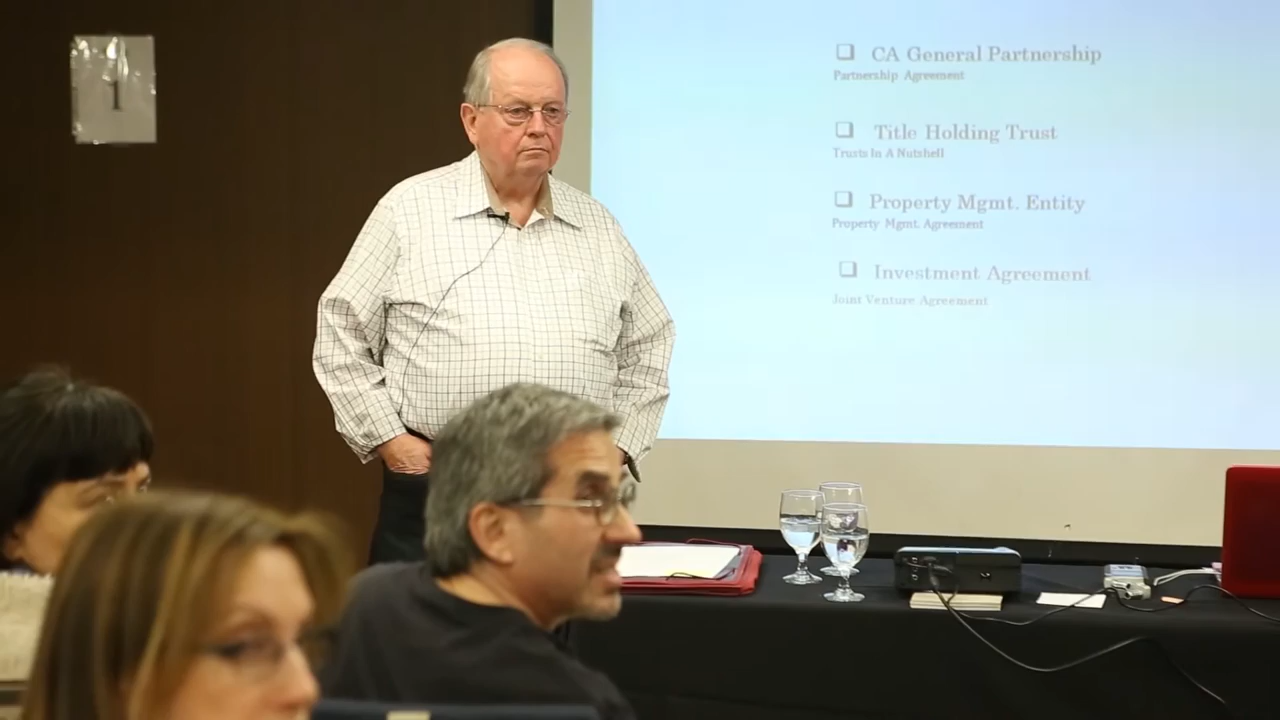 1
❏ CA General Partnership
Partnership Agreement
❏ Title Holding Trust
Trusts In A Nutshell
❏ Property Mgmt. Entity
Property Mgmt. Agreement
❏ Investment Agreement
Joint Venture Agreement